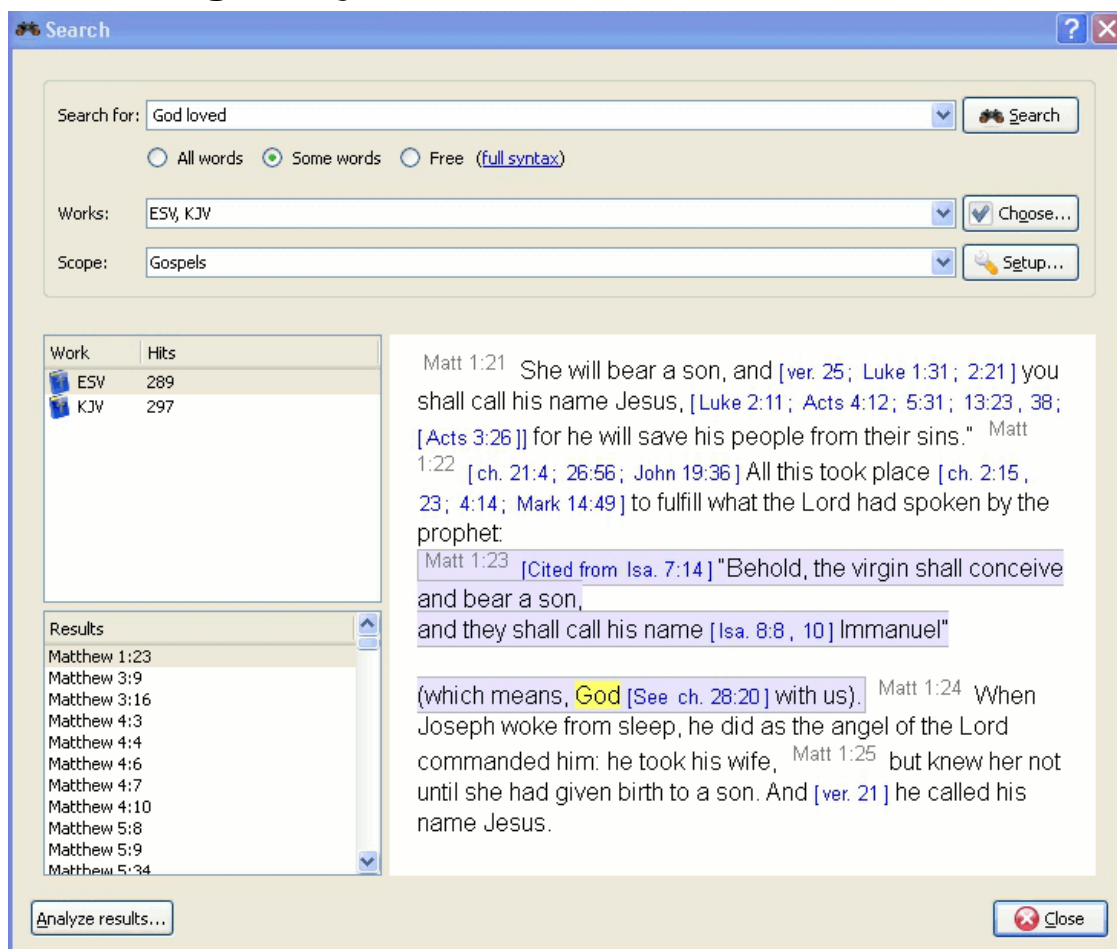 Search
Search for: God loved Search
All words Some words Free (full syntax)
Works: ESV, KJV Choose...
Scope: Gospels Setup...
Work Hits
ESV 289
KJV 297
Results
Matthew 1:23
Matthew 3:9
Matthew 3:16
Matthew 4:3
Matthew 4:4
Matthew 4:6
Matthew 4:7
Matthew 4:10
Matthew 5:8
Matthew 5:9
Matthew 5:34
Matt 1:21 She will bear a son, and [ver. 25; Luke 1:31; 2:21] you
shall call his name Jesus, [Luke 2:11; Acts 4:12; 5:31; 13:23, 38;
[Acts 3:26]] for he will save his people from their sins." Matt
1:22 [ch. 21:4; 26:56; John 19:36] All this took place [ch. 2:15,
23; 4:14; Mark 14:49] to fulfill what the Lord had spoken by the
prophet:
Matt 1:23 [Cited from Isa. 7:14] "Behold, the virgin shall conceive
and bear a son,
and they shall call his name [Isa. 8:8, 10] Immanuel"
(which means, God [See ch. 28:20] with us). Matt 1:24 When
Joseph woke from sleep, he did as the angel of the Lord
commanded him: he took his wife, Matt 1:25 but knew her not
until she had given birth to a son. And [ver. 21] he called his
name Jesus.
Analyze results... Close